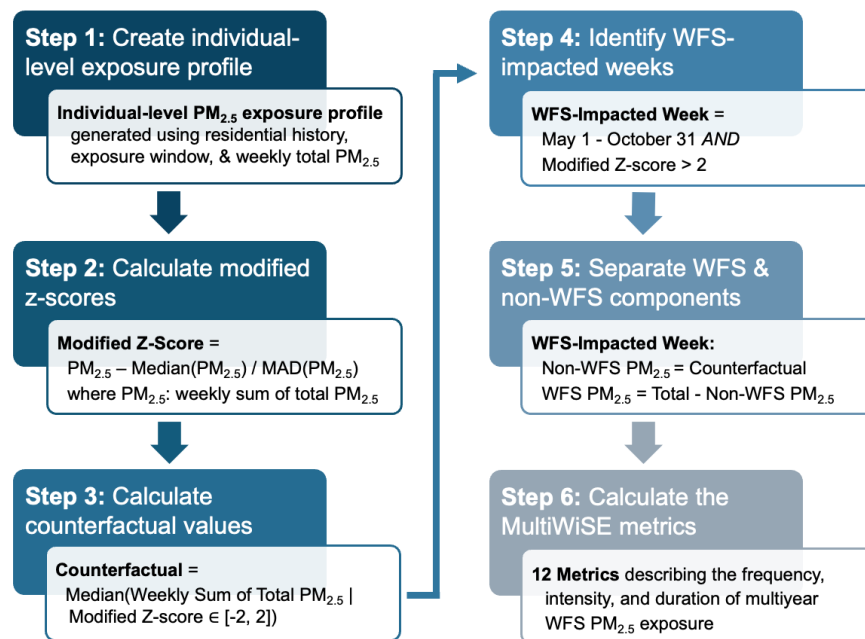 Step 1: Create individual-
level exposure profile
Individual-level PM2.5 exposure profile
generated using residential history,
exposure window, & weekly total PM2.5
Step 2: Calculate modified
z-scores
Modified Z-Score =
PM2.5 – Median(PM2.5) / MAD(PM2.5)
where PM2.5: weekly sum of total PM2.5
Step 3: Calculate
counterfactual values
Counterfactual =
Median(Weekly Sum of Total PM2.5 |
Modified Z-score ∈ [-2, 2])
Step 4: Identify WFS-
impacted weeks
WFS-Impacted Week =
May 1 - October 31 AND
Modified Z-score > 2
Step 5: Separate WFS &
non-WFS components
WFS-Impacted Week:
Non-WFS PM2.5 = Counterfactual
WFS PM2.5 = Total - Non-WFS PM2.5
Step 6: Calculate the
MultiWiSE metrics
12 Metrics describing the frequency,
intensity, and duration of multiyear
WFS PM2.5 exposure